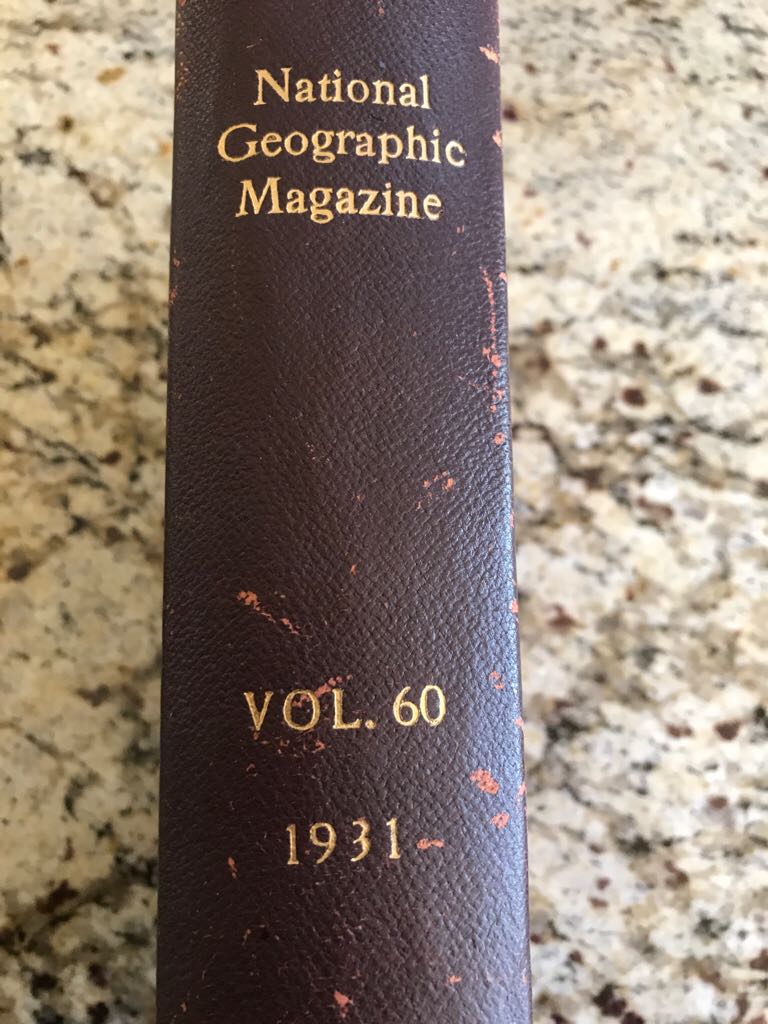 National
Geographic
Magazine
VOL. 60
1931